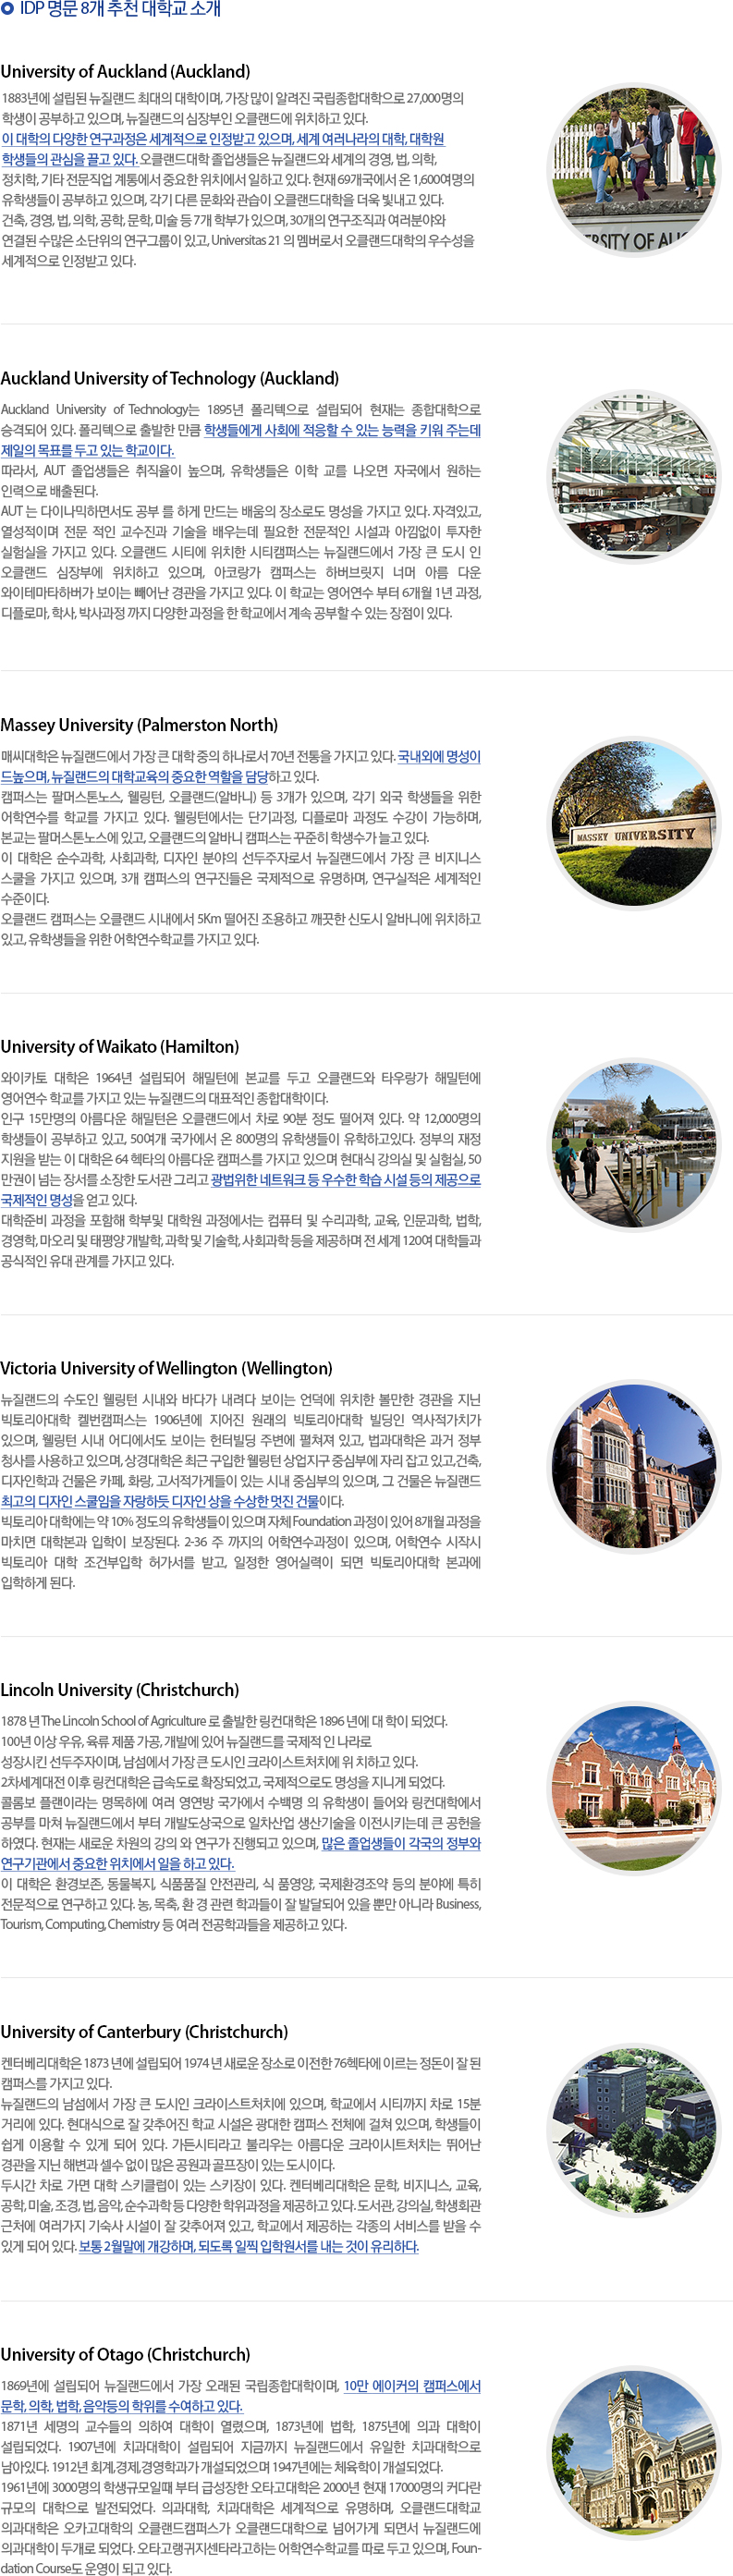 IDP 명문 8개 추천 대학교 소개
University of Auckland (Auckland)
1883년에 설립된 뉴질랜드 최대의 대학이며, 가장 많이 알려진 국립종합대학으로 27,000명의
학생이 공부하고 있으며, 뉴질랜드의 심장부인 오클랜드에 위치하고 있다.
이 대학의 다양한 연구과정은 세계적으로 인정받고 있으며, 세계 여러나라의 대학, 대학원
학생들의 관심을 끌고 있다. 오클랜드대학 졸업생들은 뉴질랜드와 세계의 경영, 법, 의학,
정치학, 기타 전문직업 계통에서 중요한 위치에서 일하고 있다. 현재 69개국에서 온 1,6000여명의
유학생들이 공부하고 있으며, 각기 다른 문화와 관습이 오클랜드대학을 더욱 빛내고 있다.
건축, 경영, 법, 의학, 공학, 문학, 미술 등 7개 학부가 있으며, 30개의 연구조직과 여러분야와
연결된 수많은 소단위의 연구그룹이 있고, Universitas 21 의 멤버로서 오클랜드대학의 우수성을
세계적으로 인정받고 있다.
ERSITY OF AUC
Auckland University of Technology (Auckland)
Auckland University of Technology는 1895년 폴리텍으로 설립되어 현재는 종합대학으로
승격되어 있다. 폴리텍으로 출발한 만큼 학생들에게 사회에 적응할 수 있는 능력을 키워 주는데
제일의 목표를 두고 있는 학교이다.
따라서, AUT 졸업생들은 취직율이 높으며, 유학생들은 이학 교를 나오면 자국에서 원하는
인력으로 배출된다.
AUT 는 다이나믹하면서도 공부 를 하게 만드는 배움의 장소로도 명성을 가지고 있다. 자격있고,
열성적이며 전문 적인 교수진과 기술을 배우는데 필요한 전문적인 시설과 아낌없이 투자한
실험실을 가지고 있다. 오클랜드 시티에 위치한 시티캠퍼스는 뉴질랜드에서 가장 큰 도시 인
오클랜드 심장부에 위치하고 있으며, 아코랑가 캠퍼스는 하버브릿지 너머 아름 다운
와이테마타하버가 보이는 빼어난 경관을 가지고 있다. 이 학교는 영어연수 부터 6개월 1년 과정,
디플로마, 학사, 박사과정 까지 다양한 과정을 한 학교에서 계속 공부할 수 있는 장점이 있다.
Massey University (Palmerston North)
매씨대학은 뉴질랜드에서 가장 큰 대학 중의 하나로서 70년 전통을 가지고 있다. 국내외에 명성이
드높으며, 뉴질랜드의 대학교육의 중요한 역할을 담당하고 있다.
캠퍼스는 팔머스톤노스, 웰링턴, 오클랜드(알바니) 등 3개가 있으며, 각기 외국 학생들을 위한
어학연수를 학교를 가지고 있다. 웰링턴에서는 단기과정, 디플로마 과정도 수강이 가능하며,
본교는 팔머스톤노스에 있고, 오클랜드의 알바니 캠퍼스는 꾸준히 학생수가 늘고 있다.
이 대학은 순수과학, 사회과학, 디자인 분야의 선두주자로서 뉴질랜드에서 가장 큰 비지니스
스쿨을 가지고 있으며, 3개 캠퍼스의 연구진들은 국제적으로 유명하며, 연구실적은 세계적인
수준이다.
오클랜드 캠퍼스는 오클랜드 시내에서 5Km 떨어진 조용하고 깨끗한 신도시 알바니에 위치하고
있고, 유학생들을 위한 어학연수학교를 가지고 있다.
MASSEY UNIVERSITY
University of Waikato (Hamilton)
와이카토 대학은 1964년 설립되어 해밀턴에 본교를 두고 오클랜드와 타우랑가 해밀턴에
영어연수 학교를 가지고 있는 뉴질랜드의 대표적인 종합대학이다.
인구 15만명의 아름다운 해밀턴은 오클랜드에서 차로 90분 정도 떨어져 있다. 약 12,000명의
학생들이 공부하고 있고, 50여개 국가에서 온 800명의 유학생들이 유학하고있다. 정부의 재정
지원을 받는 이 대학은 64 헥타의 아름다운 캠퍼스를 가지고 있으며 현대식 강의실 및 실험실, 50
만권이 넘는 장서를 소장한 도서관 그리고 광법위한 네트워크 등 우수한 학습 시설 등의 제공으로
국제적인 명성을 얻고 있다.
대학준비 과정을 포함해 학부및 대학원 과정에서는 컴퓨터 및 수리과학, 교육, 인문과학, 법학,
경영학, 마오리 및 태평양 개발학, 과학 및 기술학, 사회과학 등을 제공하며 전 세계 120여 대학들과
공식적인 유대 관계를 가지고 있다.
Victoria University of Wellington (Wellington)
뉴질랜드의 수도인 웰링턴 시내와 바다가 내려다 보이는 언덕에 위치한 볼만한 경관을 지닌
빅토리아대학 켈번캠퍼스는 1906년에 지어진 원래의 빅토리아대학 빌딩인 역사적가치가
있으며, 웰링턴 시내 어디에서도 보이는 헌터빌딩 주변에 펼쳐져 있고, 법과대학은 과거 정부
청사를 사용하고 있으며, 상경대학은 최근 구입한 웰링턴 상업지구 중심부에 자리 잡고 있고,건축,
디자인학과 건물은 카페, 화랑, 고서적가게들이 있는 시내 중심부의 있으며, 그 건물은 뉴질랜드
최고의 디자인 스쿨임을 자랑하듯 디자인 상을 수상한 멋진 건물이다.
빅토리아 대학에는 약 10% 정도의 유학생들이 있으며 자체 Foundation 과정이 있어 8개월 과정을
마치면 대학본과 입학이 보장된다. 2-36 주 까지의 어학연수과정이 있으며, 어학연수 시작시
빅토리아 대학 조건부입학 허가서를 받고, 일정한 영어실력이 되면 빅토리아대학 본과에
입학하게 된다.
Lincoln University (Christchurch)
1878 년 The Lincoln School of Agriculture 로 출발한 링컨대학은 1896 년에 대 학이 되었다.
100년 이상 우유, 육류 제품 가공, 개발에 있어 뉴질랜드를 국제적 인 나라로
성장시킨 선두주자이며, 남섬에서 가장 큰 도시인 크라이스트처치에 위 치하고 있다.
2차세계대전 이후 링컨대학은 급속도로 확장되었고, 국제적으로도 명성을 지니게 되었다.
콜롬보 플랜이라는 명목하에 여러 영연방 국가에서 수백명 의 유학생이 들어와 링컨대학에서
공부를 마쳐 뉴질랜드에서 부터 개발도상국으로 일차산업 생산기술을 이전시키는데 큰 공헌을
하였다. 현재는 새로운 차원의 강의 와 연구가 진행되고 있으며, 많은 졸업생들이 각국의 정부와
연구기관에서 중요한 위치에서 일을 하고 있다.
이 대학은 환경보존, 동물복지, 식품품질 안전관리, 식 품영양, 국제환경조약 등의 분야에 특히
전문적으로 연구하고 있다. 농, 목축, 환 경 관련 학과들이 잘 발달되어 있을 뿐만 아니라 Business,
Tourism, Computing, Chemistry 등 여러 전공학과들을 제공하고 있다.
University of Canterbury (Christchurch)
켄터베리대학은 1873 년에 설립되어 1974 년 새로운 장소로 이전한 76헥타에 이르는 정돈이 잘 된
캠퍼스를 가지고 있다.
뉴질랜드의 남섬에서 가장 큰 도시인 크라이스트처치에 있으며, 학교에서 시티까지 차로 15분
거리에 있다. 현대식으로 잘 갖추어진 학교 시설은 광대한 캠퍼스 전체에 걸쳐 있으며, 학생들이
쉽게 이용할 수 있게 되어 있다. 가든시티라고 불리우는 아름다운 크라이시트처치는 뛰어난
경관을 지닌 해변과 셀수 없이 많은 공원과 골프장이 있는 도시이다.
두시간 차로 가면 대학 스키클럽이 있는 스키장이 있다. 켄터베리대학은 문학, 비지니스, 교육,
공학, 미술, 조경, 법, 음악, 순수과학 등 다양한 학위과정을 제공하고 있다. 도서관, 강의실, 학생회관
근처에 여러가지 기숙사 시설이 잘 갖추어져 있고, 학교에서 제공하는 각종의 서비스를 받을 수
있게 되어 있다. 보통 2월말에 개강하며, 되도록 일찍 입학원서를 내는 것이 유리하다.
University of Otago (Christchurch)
1869년에 설립되어 뉴질랜드에서 가장 오래된 국립종합대학이며, 10만 에이커의 캠퍼스에서
문학, 의학, 법학, 음악등의 학위를 수여하고 있다.
1871년 세명의 교수들의 의하여 대학이 열렸으며, 1873년에 법학, 1875년에 의과 대학이
설립되었다. 1907년에 치과대학이 설립되어 지금까지 뉴질랜드에서 유일한 치과대학으로
남아있다. 1912년 회계,경제,경영학과가 개설되었으며 1947년에는 체육학이 개설되었다.
1961년에 3000명의 학생규모일때 부터 급성장한 오타고대학은 2000년 현재 17000명의 커다란
규모의 대학으로 발전되었다. 의과대학, 치과대학은 세계적으로 유명하며, 오클랜드대학교
의과대학은 오카고대학의 오클랜드캠퍼스가 오클랜드대학으로 넘어가게 되면서 뉴질랜드에
의과대학이 두개로 되었다. 오타고랭귀지센타라고하는 어학연수학교를 따로 두고 있으며, Foun-
dation Course도 운영이 되고 있다.